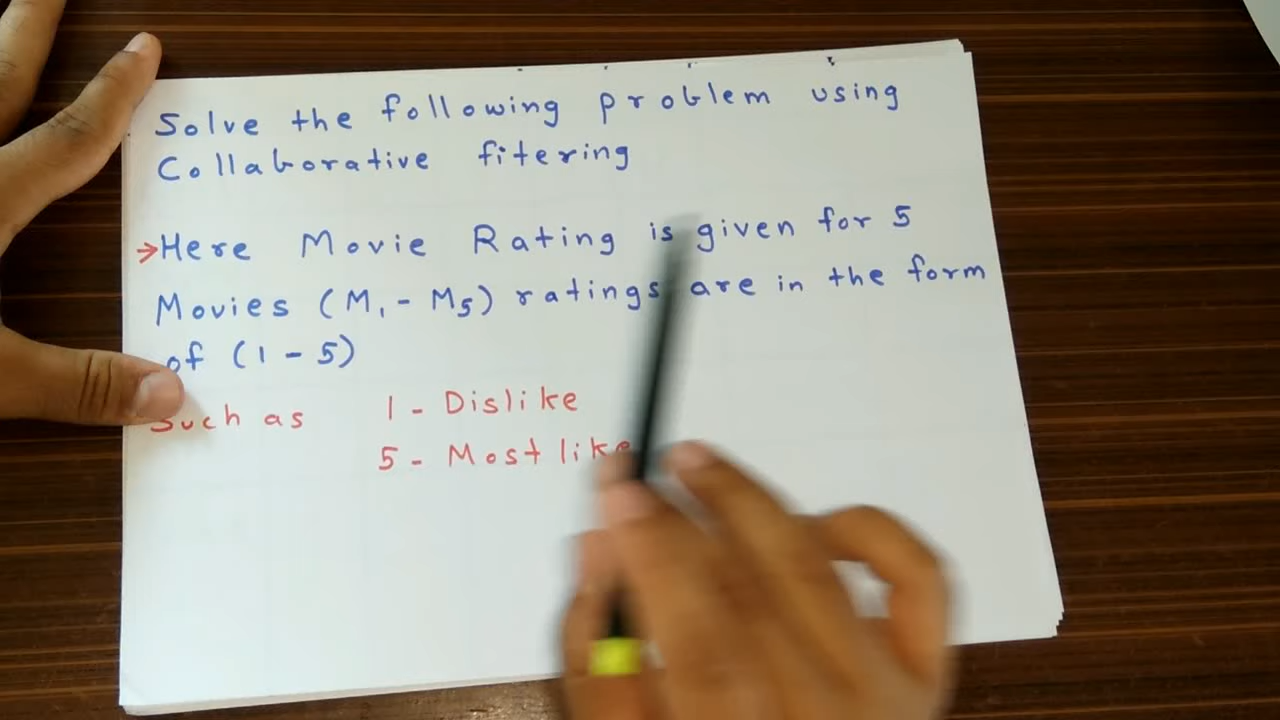 Solve the following problem using
Collaborative fitering
→Here Movie Rating is given for 5
Movies (M₁ - M₅) ratings are in the form
of (1 - 5)
Such as 1 - Dislike
5 - Most like